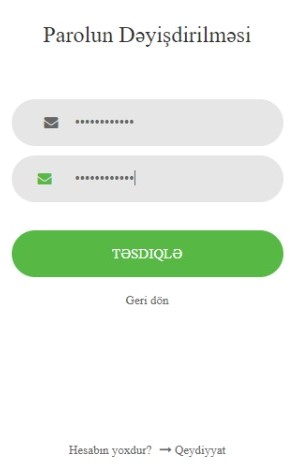 Parolun Dəyişdirilməsi
••••••••••••
••••••••••••
TƏSDIQLƏ
Geri dön
Hesabın yoxdur? → Qeydiyyat